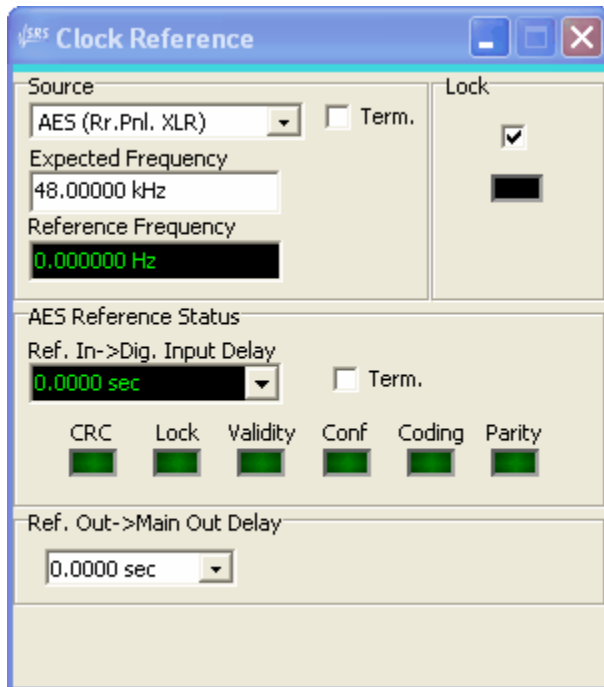 SRS Clock Reference
Source
Lock
AES (Rr.Pnl. XLR)
Term.
Expected Frequency
48.00000 kHz
Reference Frequency
0.000000 Hz
AES Reference Status
Ref. In->Dig. Input Delay
0.0000 sec
Term.
CRC Lock Validity Conf Coding Parity
Ref. Out->Main Out Delay
0.0000 sec